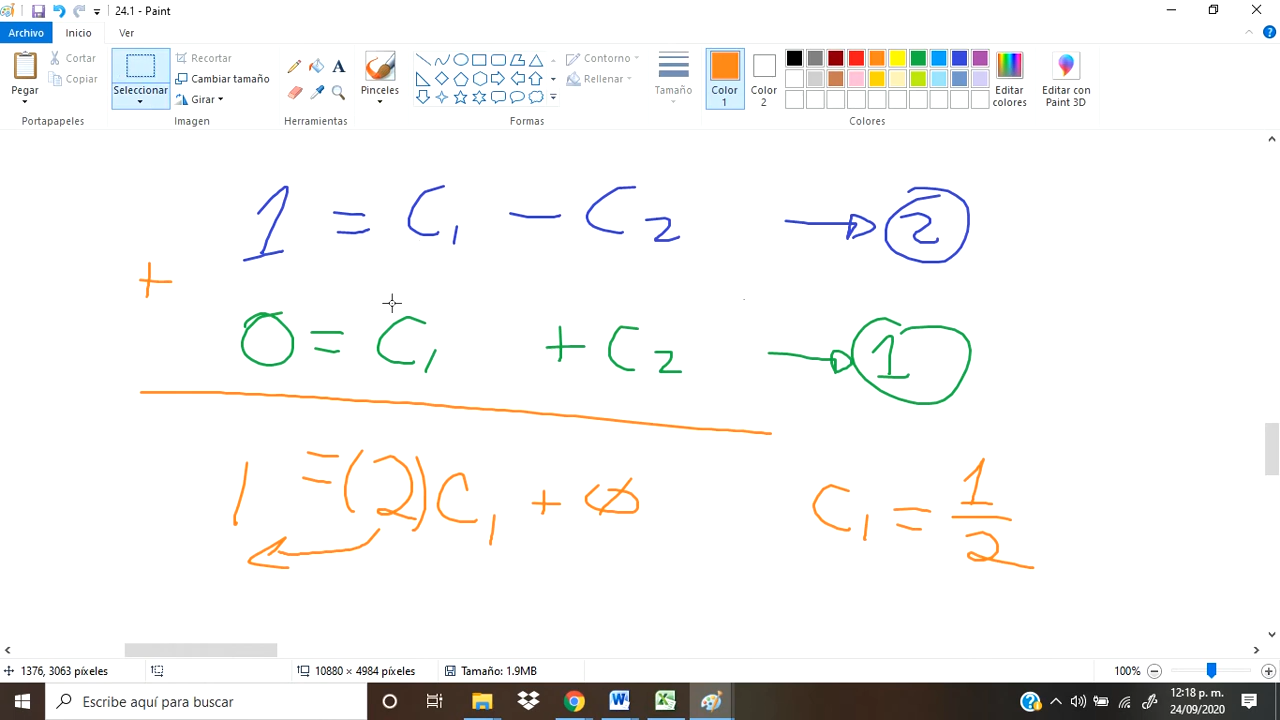 24.1 - Paint
Archivo Inicio Ver
Pegar
Cortar
Copiar
Portapapeles
Seleccionar
Recortar
Cambiar tamaño
Girar
Imagen
A
Herramientas
Pinceles
Contorno
Rellenar
Formas
Tamaño
Color 1
Color 2
Editar colores
Editar con Paint 3D
Colores
1 = C₁ - C₂ → 2
+
0 = C₁ + C₂ → 1
1 = (2) C₁ + 0
C₁ = 1/2
1376, 3063 píxeles
10880 × 4984 píxeles
Tamaño: 1.9MB
100%
Escribe aquí para buscar
12:18 p. m.
24/09/2020